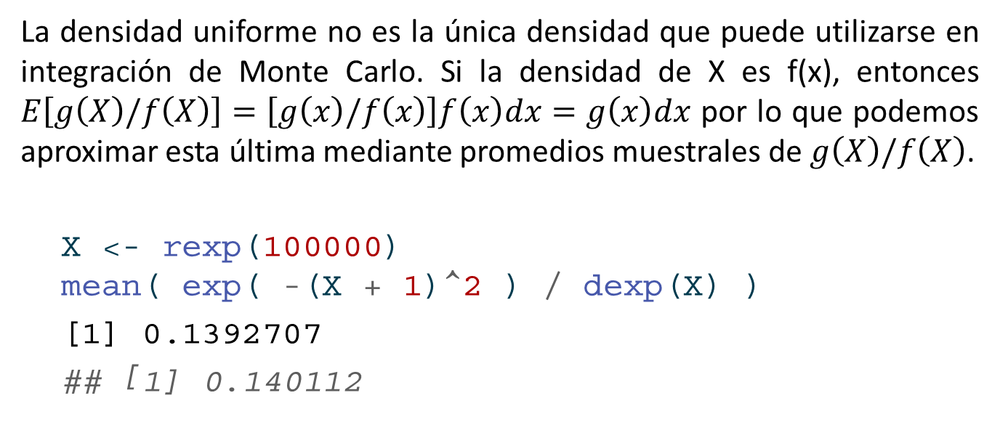 La densidad uniforme no es la única densidad que puede utilizarse en
integración de Monte Carlo. Si la densidad de X es f(x), entonces
E[g(X)/f(X)] = [g(x)/f(x)]f(x)dx = g(x)dx por lo que podemos
aproximar esta última mediante promedios muestrales de g(X)/f(X).
X <- rexp(100000)
mean( exp( -(X + 1)^2 ) / dexp(X) )
[1] 0.1392707
## [1] 0.140112